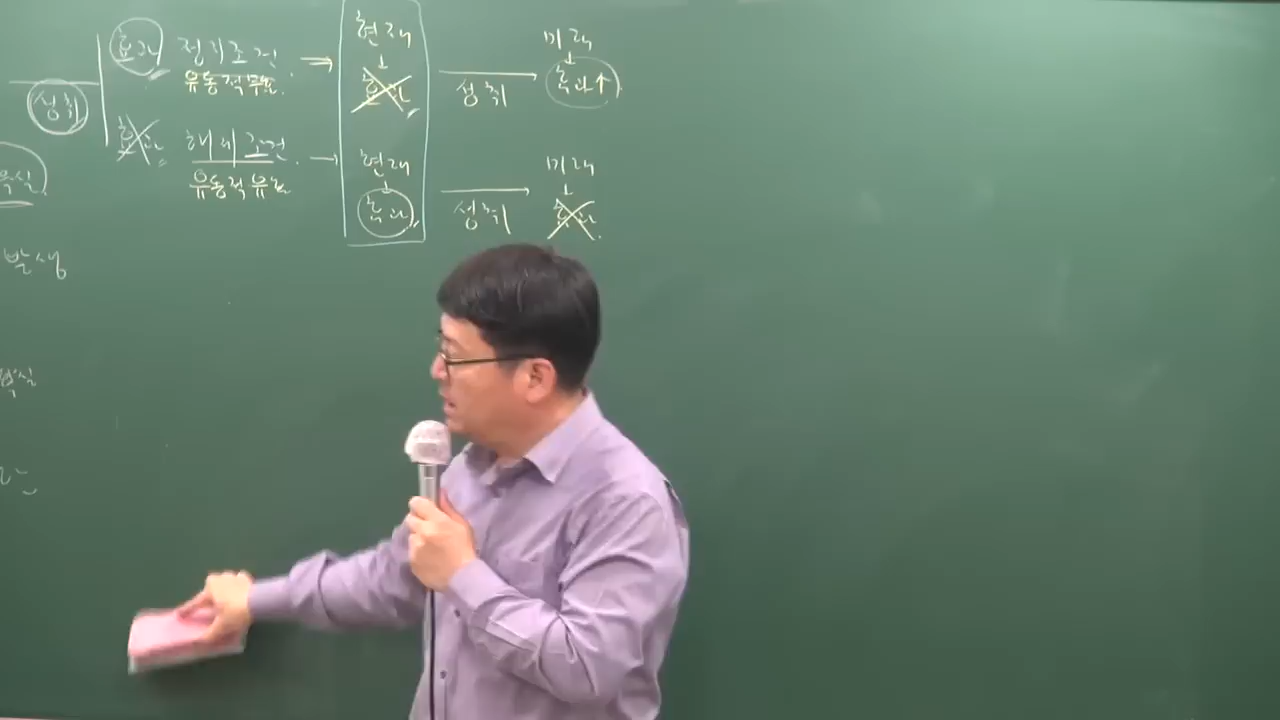 효과 정지조건 → 현재 미래
유동적무효. 효과 성취 효과↑
성취
효과 해제조건 → 현재 미래
유동적 유효 효과 성취 효과
발생